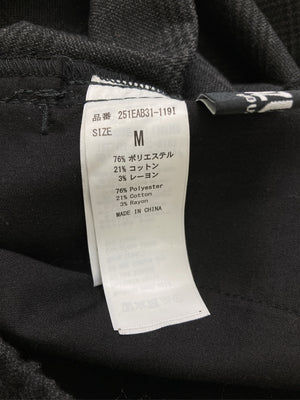 品番 251EAB31-119I
SIZE M
76% ポリエステル
21% コットン
3% レーヨン
76% Polyester
21% Cotton
3% Rayon
MADE IN CHINA